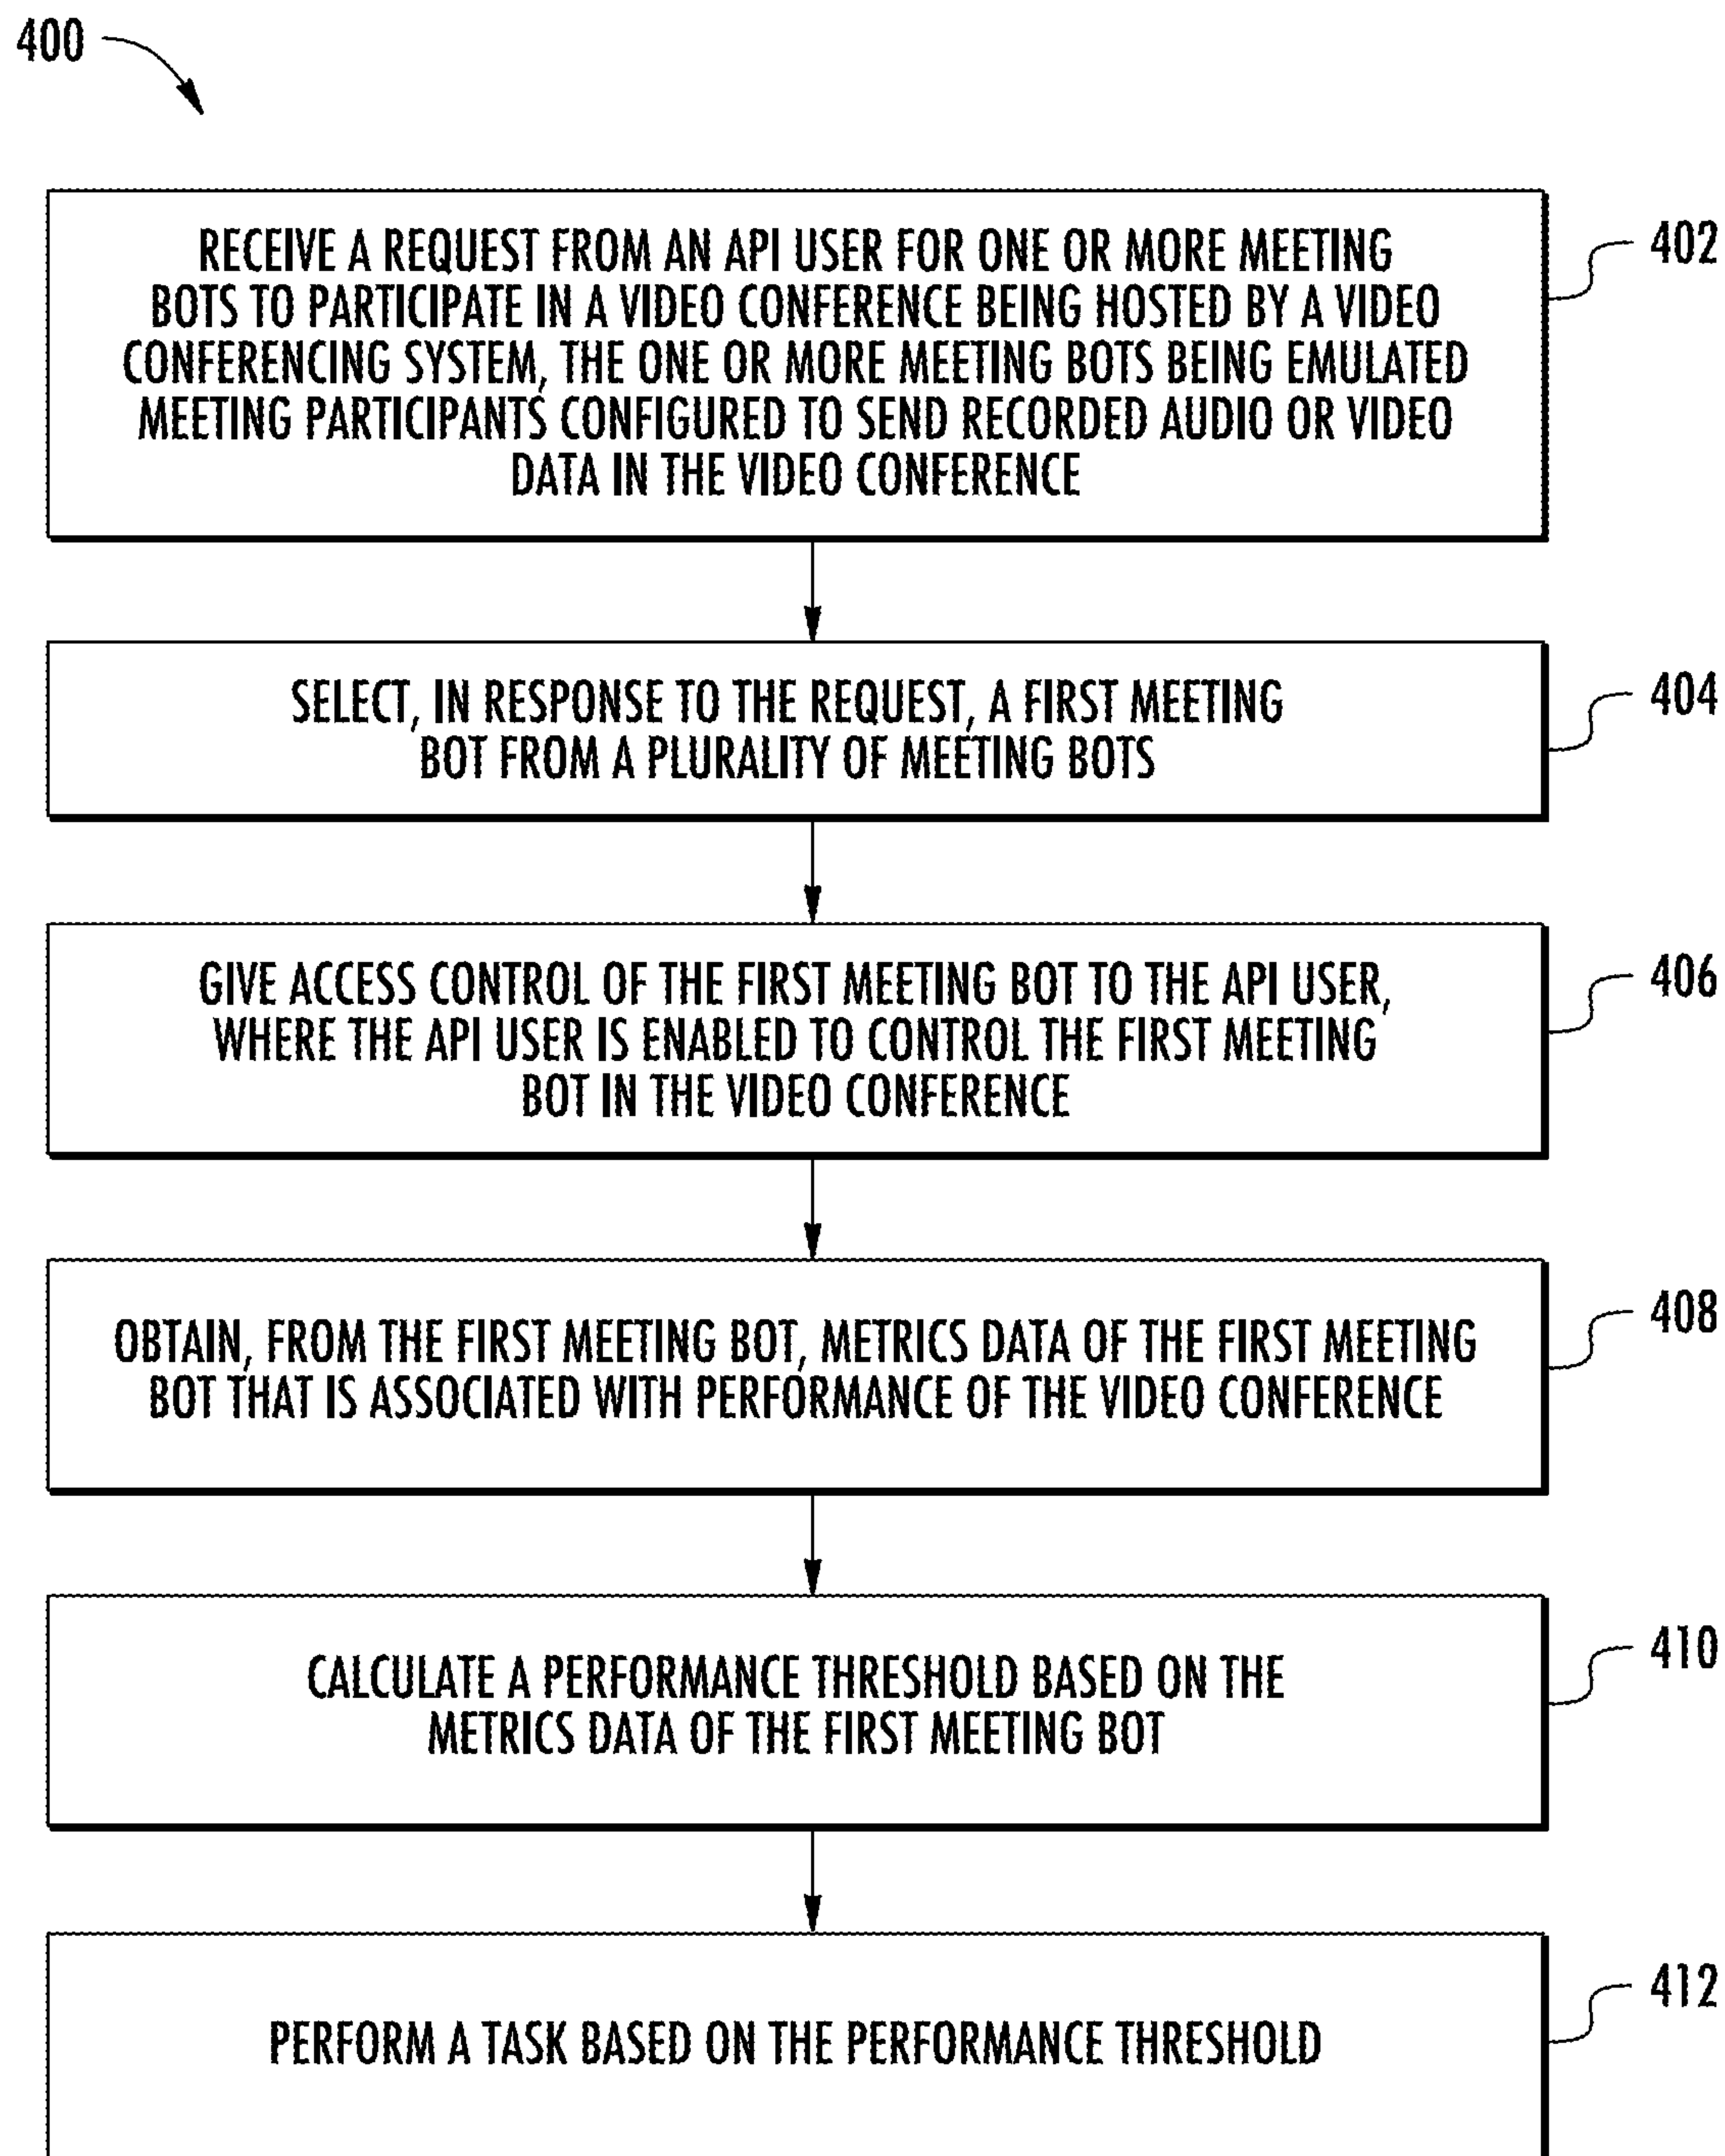 400
RECEIVE A REQUEST FROM AN API USER FOR ONE OR MORE MEETING
BOTS TO PARTICIPATE IN A VIDEO CONFERENCE BEING HOSTED BY A VIDEO
CONFERENCING SYSTEM, THE ONE OR MORE MEETING BOTS BEING EMULATED
MEETING PARTICIPANTS CONFIGURED TO SEND RECORDED AUDIO OR VIDEO
DATA IN THE VIDEO CONFERENCE
402
SELECT, IN RESPONSE TO THE REQUEST, A FIRST MEETING
BOT FROM A PLURALITY OF MEETING BOTS
404
GIVE ACCESS CONTROL OF THE FIRST MEETING BOT TO THE API USER,
WHERE THE API USER IS ENABLED TO CONTROL THE FIRST MEETING
BOT IN THE VIDEO CONFERENCE
406
OBTAIN, FROM THE FIRST MEETING BOT, METRICS DATA OF THE FIRST MEETING
BOT THAT IS ASSOCIATED WITH PERFORMANCE OF THE VIDEO CONFERENCE
408
CALCULATE A PERFORMANCE THRESHOLD BASED ON THE
METRICS DATA OF THE FIRST MEETING BOT
410
PERFORM A TASK BASED ON THE PERFORMANCE THRESHOLD
412